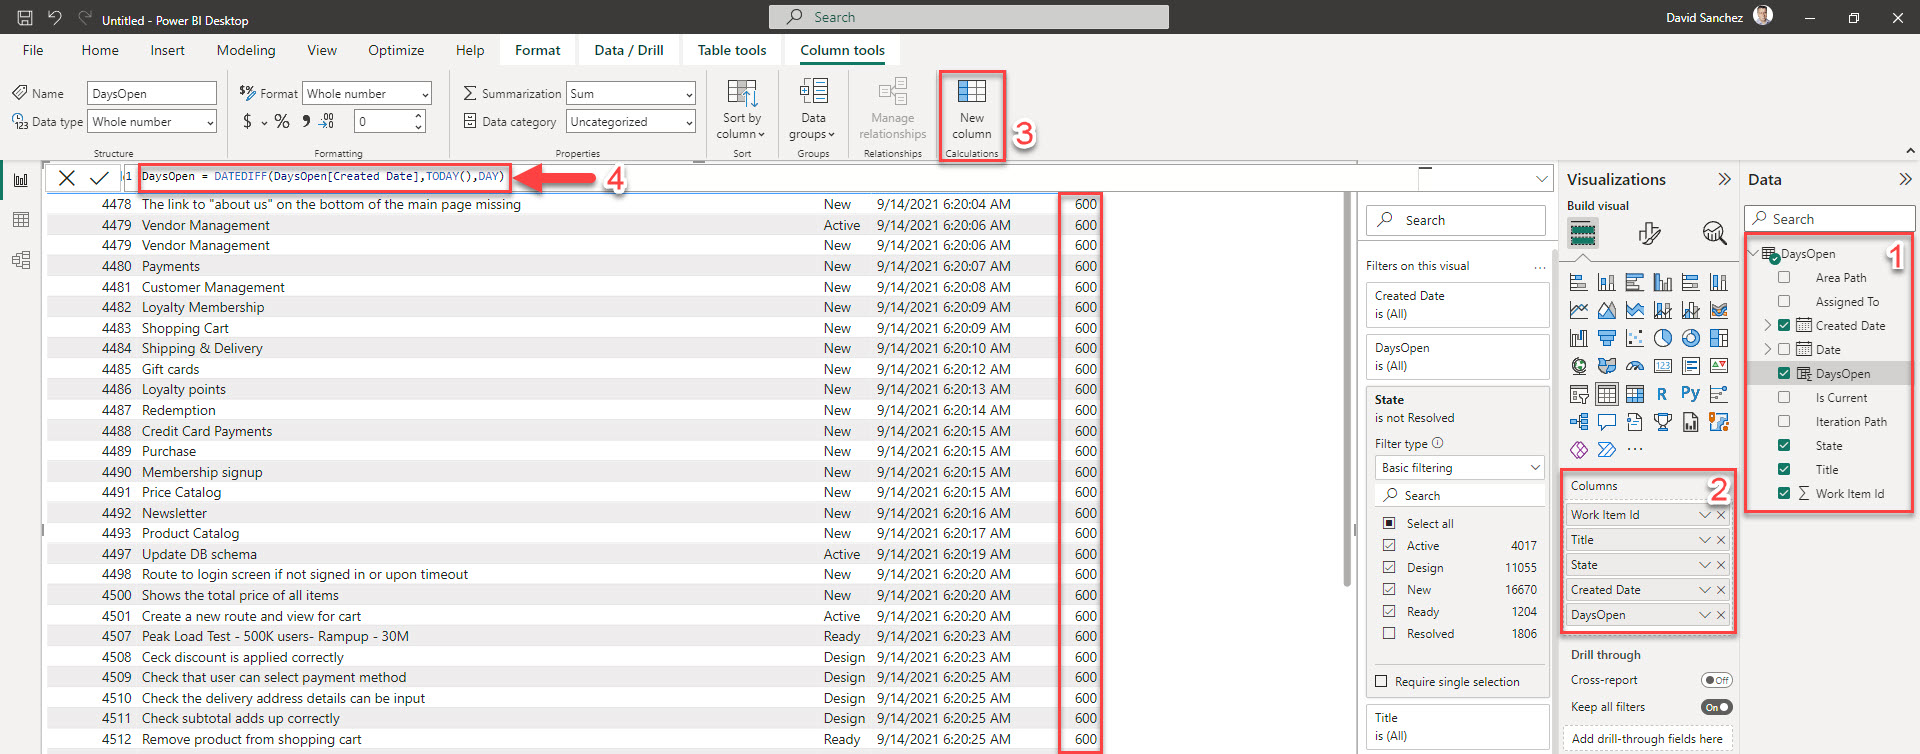 Untitled - Power BI Desktop
Search
David Sanchez
File Home Insert Modeling View Optimize Help Format Data / Drill Table tools Column tools
Name DaysOpen
Data type Whole number
Structure
Format Whole number
$ % 0
Formatting
Summarization Sum
Data category Uncategorized
Properties
Sort by column
Sort
Data groups
Groups
Manage relationships
Relationships
New column
Calculations
3
1 DaysOpen = DATEDIFF(DaysOpen[Created Date],TODAY(),DAY)
4
4478 The link to "about us" on the bottom of the main page missing New 9/14/2021 6:20:04 AM 600
4479 Vendor Management Active 9/14/2021 6:20:06 AM 600
4479 Vendor Management New 9/14/2021 6:20:06 AM 600
4480 Payments New 9/14/2021 6:20:07 AM 600
4481 Customer Management New 9/14/2021 6:20:08 AM 600
4482 Loyalty Membership New 9/14/2021 6:20:09 AM 600
4483 Shopping Cart New 9/14/2021 6:20:09 AM 600
4484 Shipping & Delivery New 9/14/2021 6:20:10 AM 600
4485 Gift cards New 9/14/2021 6:20:12 AM 600
4486 Loyalty points New 9/14/2021 6:20:13 AM 600
4487 Redemption New 9/14/2021 6:20:14 AM 600
4488 Credit Card Payments New 9/14/2021 6:20:15 AM 600
4489 Purchase New 9/14/2021 6:20:15 AM 600
4490 Membership signup New 9/14/2021 6:20:15 AM 600
4491 Price Catalog New 9/14/2021 6:20:15 AM 600
4492 Newsletter New 9/14/2021 6:20:16 AM 600
4493 Product Catalog New 9/14/2021 6:20:17 AM 600
4497 Update DB schema Active 9/14/2021 6:20:19 AM 600
4498 Route to login screen if not signed in or upon timeout New 9/14/2021 6:20:20 AM 600
4500 Shows the total price of all items New 9/14/2021 6:20:20 AM 600
4501 Create a new route and view for cart Active 9/14/2021 6:20:20 AM 600
4507 Peak Load Test - 500K users- Rampup - 30M Ready 9/14/2021 6:20:23 AM 600
4508 Ceck discount is applied correctly Design 9/14/2021 6:20:23 AM 600
4509 Check that user can select payment method Design 9/14/2021 6:20:25 AM 600
4510 Check the delivery address details can be input Design 9/14/2021 6:20:25 AM 600
4511 Check subtotal adds up correctly Design 9/14/2021 6:20:25 AM 600
4512 Remove product from shopping cart Ready 9/14/2021 6:20:25 AM 600
Search
Filters on this visual
Created Date
is (All)
DaysOpen
is (All)
State
is not Resolved
Filter type
Basic filtering
Search
Select all
Active 4017
Design 11055
New 16670
Ready 1204
Resolved 1806
Require single selection
Title
is (All)
Visualizations
Build visual
123
R Py
Columns
2
Work Item Id
Title
State
Created Date
DaysOpen
Drill through
Cross-report Off
Keep all filters On
Add drill-through fields here
Data
Search
1
DaysOpen
Area Path
Assigned To
Created Date
Date
DaysOpen
Is Current
Iteration Path
State
Title
Work Item Id